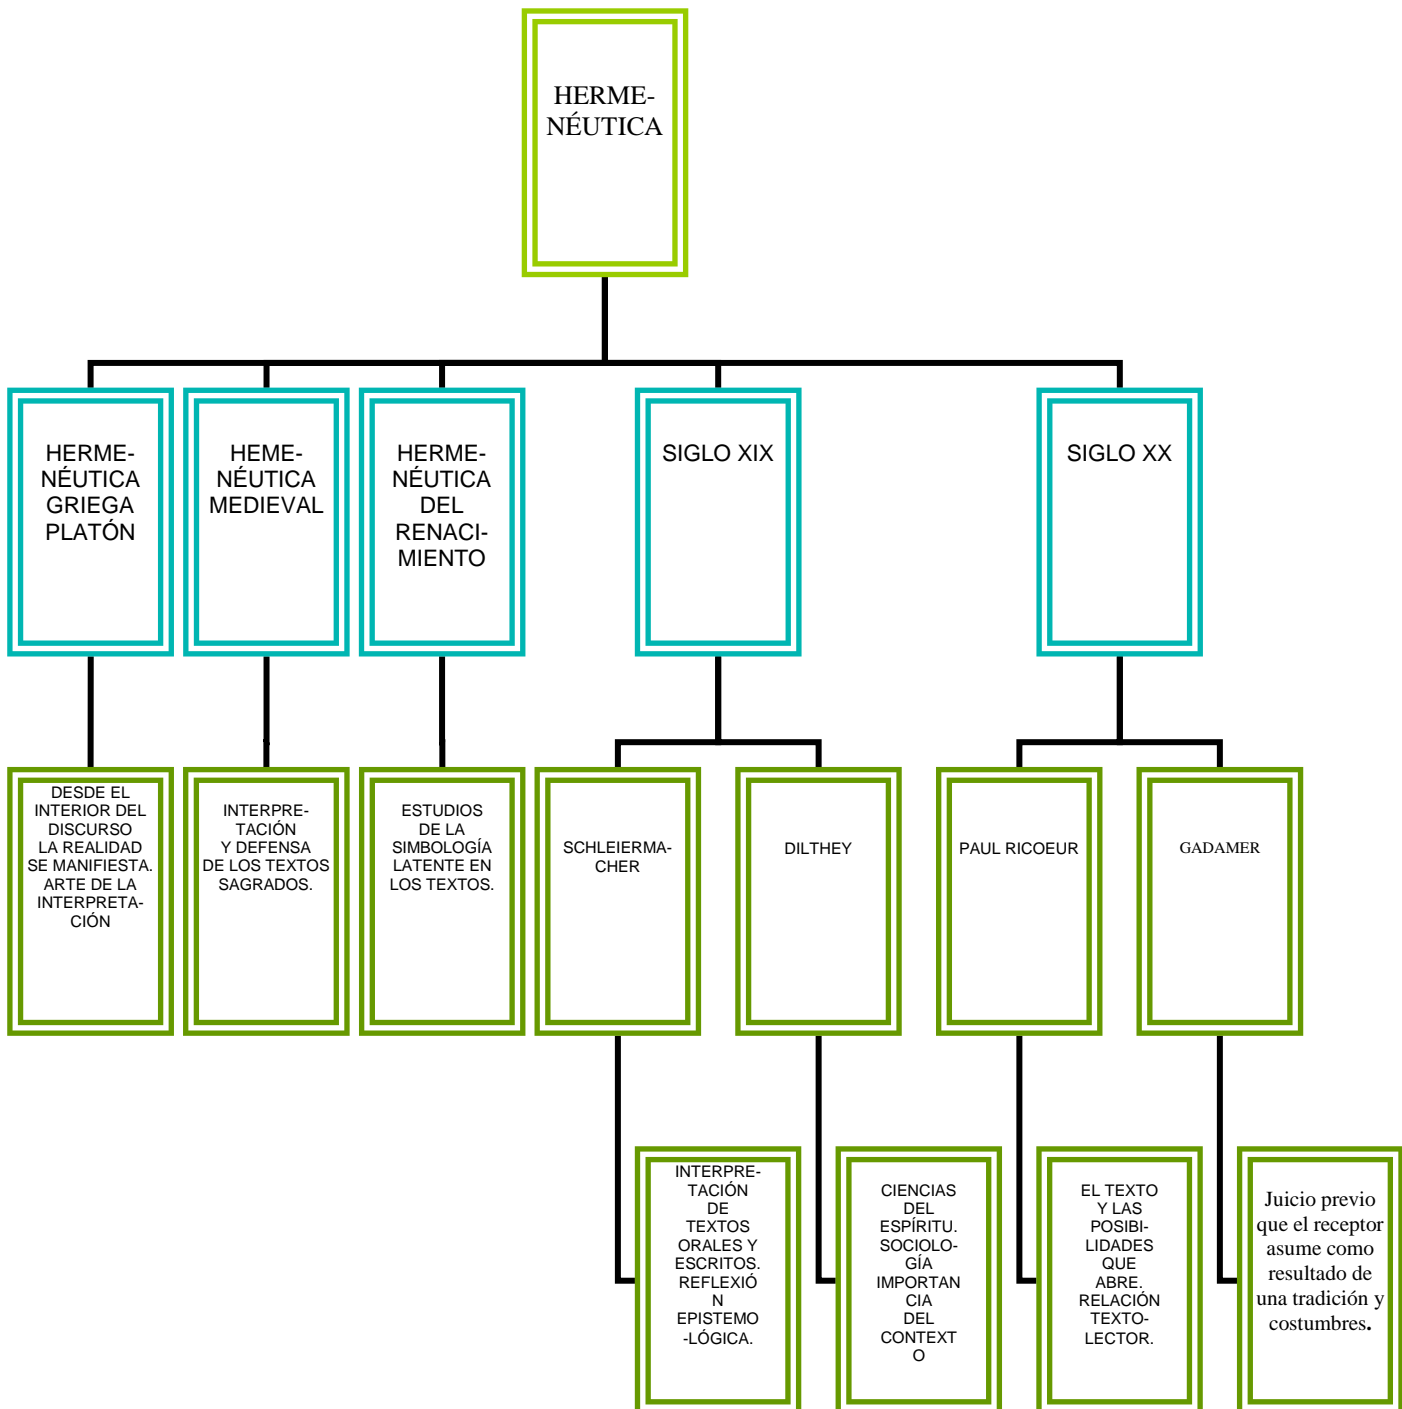 HERME-
NÉUTICA
HERME-
NÉUTICA
GRIEGA
PLATÓN
HEME-
NÉUTICA
MEDIEVAL
HERME-
NÉUTICA
DEL
RENACI-
MIENTO
SIGLO XIX
SIGLO XX
DESDE EL
INTERIOR DEL
DISCURSO
LA REALIDAD
SE MANIFIESTA.
ARTE DE LA
INTERPRETA-
CIÓN
INTERPRE-
TACIÓN
Y DEFENSA
DE LOS TEXTOS
SAGRADOS.
ESTUDIOS
DE LA
SIMBOLOGÍA
LATENTE EN
LOS TEXTOS.
SCHLEIERMA-
CHER
DILTHEY
PAUL RICOEUR
GADAMER
INTERPRE-
TACIÓN
DE
TEXTOS
ORALES Y
ESCRITOS.
REFLEXIÓ
N
EPISTEMO
-LÓGICA.
CIENCIAS
DEL
ESPÍRITU.
SOCIOLO-
GÍA
IMPORTAN
CIA
DEL
CONTEXT
O
EL TEXTO
Y LAS
POSIBI-
LIDADES
QUE
ABRE.
RELACIÓN
TEXTO-
LECTOR.
Juicio previo
que el receptor
asume como
resultado de
una tradición y
costumbres.